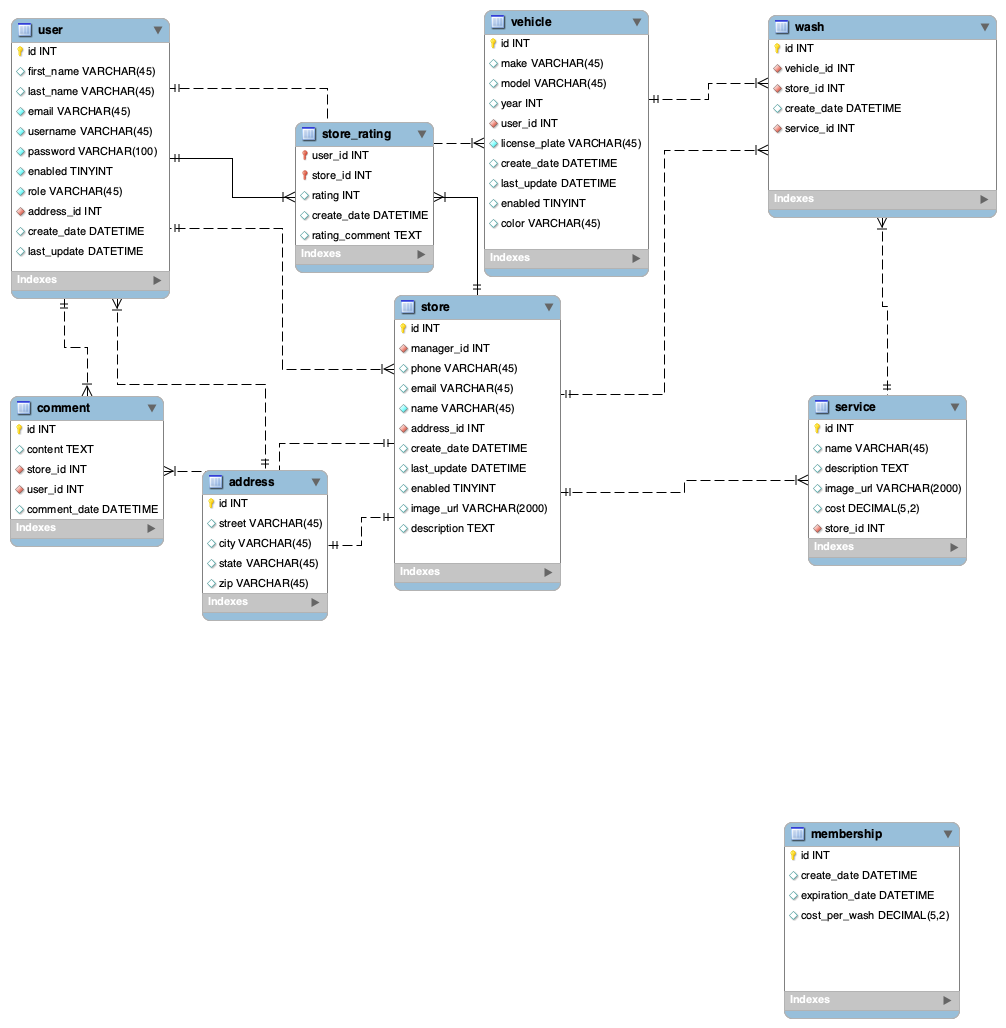 user
id INT
first_name VARCHAR(45)
last_name VARCHAR(45)
email VARCHAR(45)
username VARCHAR(45)
password VARCHAR(100)
enabled TINYINT
role VARCHAR(45)
address_id INT
create_date DATETIME
last_update DATETIME
Indexes
store_rating
user_id INT
store_id INT
rating INT
create_date DATETIME
rating_comment TEXT
Indexes
vehicle
id INT
make VARCHAR(45)
model VARCHAR(45)
year INT
user_id INT
license_plate VARCHAR(45)
create_date DATETIME
last_update DATETIME
enabled TINYINT
color VARCHAR(45)
Indexes
wash
id INT
vehicle_id INT
store_id INT
create_date DATETIME
service_id INT
Indexes
comment
id INT
content TEXT
store_id INT
user_id INT
comment_date DATETIME
Indexes
address
id INT
street VARCHAR(45)
city VARCHAR(45)
state VARCHAR(45)
zip VARCHAR(45)
Indexes
store
id INT
manager_id INT
phone VARCHAR(45)
email VARCHAR(45)
name VARCHAR(45)
address_id INT
create_date DATETIME
last_update DATETIME
enabled TINYINT
image_url VARCHAR(2000)
description TEXT
Indexes
service
id INT
name VARCHAR(45)
description TEXT
image_url VARCHAR(2000)
cost DECIMAL(5,2)
store_id INT
Indexes
membership
id INT
create_date DATETIME
expiration_date DATETIME
cost_per_wash DECIMAL(5,2)
Indexes